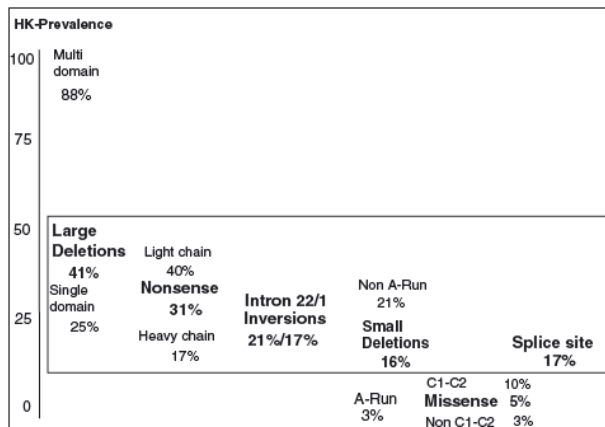 HK-Prevalence
100
Multi
domain
88%
75
50
Large
Deletions
41%
Single
domain
25%
Light chain
40%
Nonsense
31%
Heavy chain
17%
Intron 22/1
Inversions
21%/17%
Non A-Run
21%
Small
Deletions
16%
A-Run
3%
Splice site
17%
C1-C2 10%
Missense 5%
Non C1-C2 3%
25
0